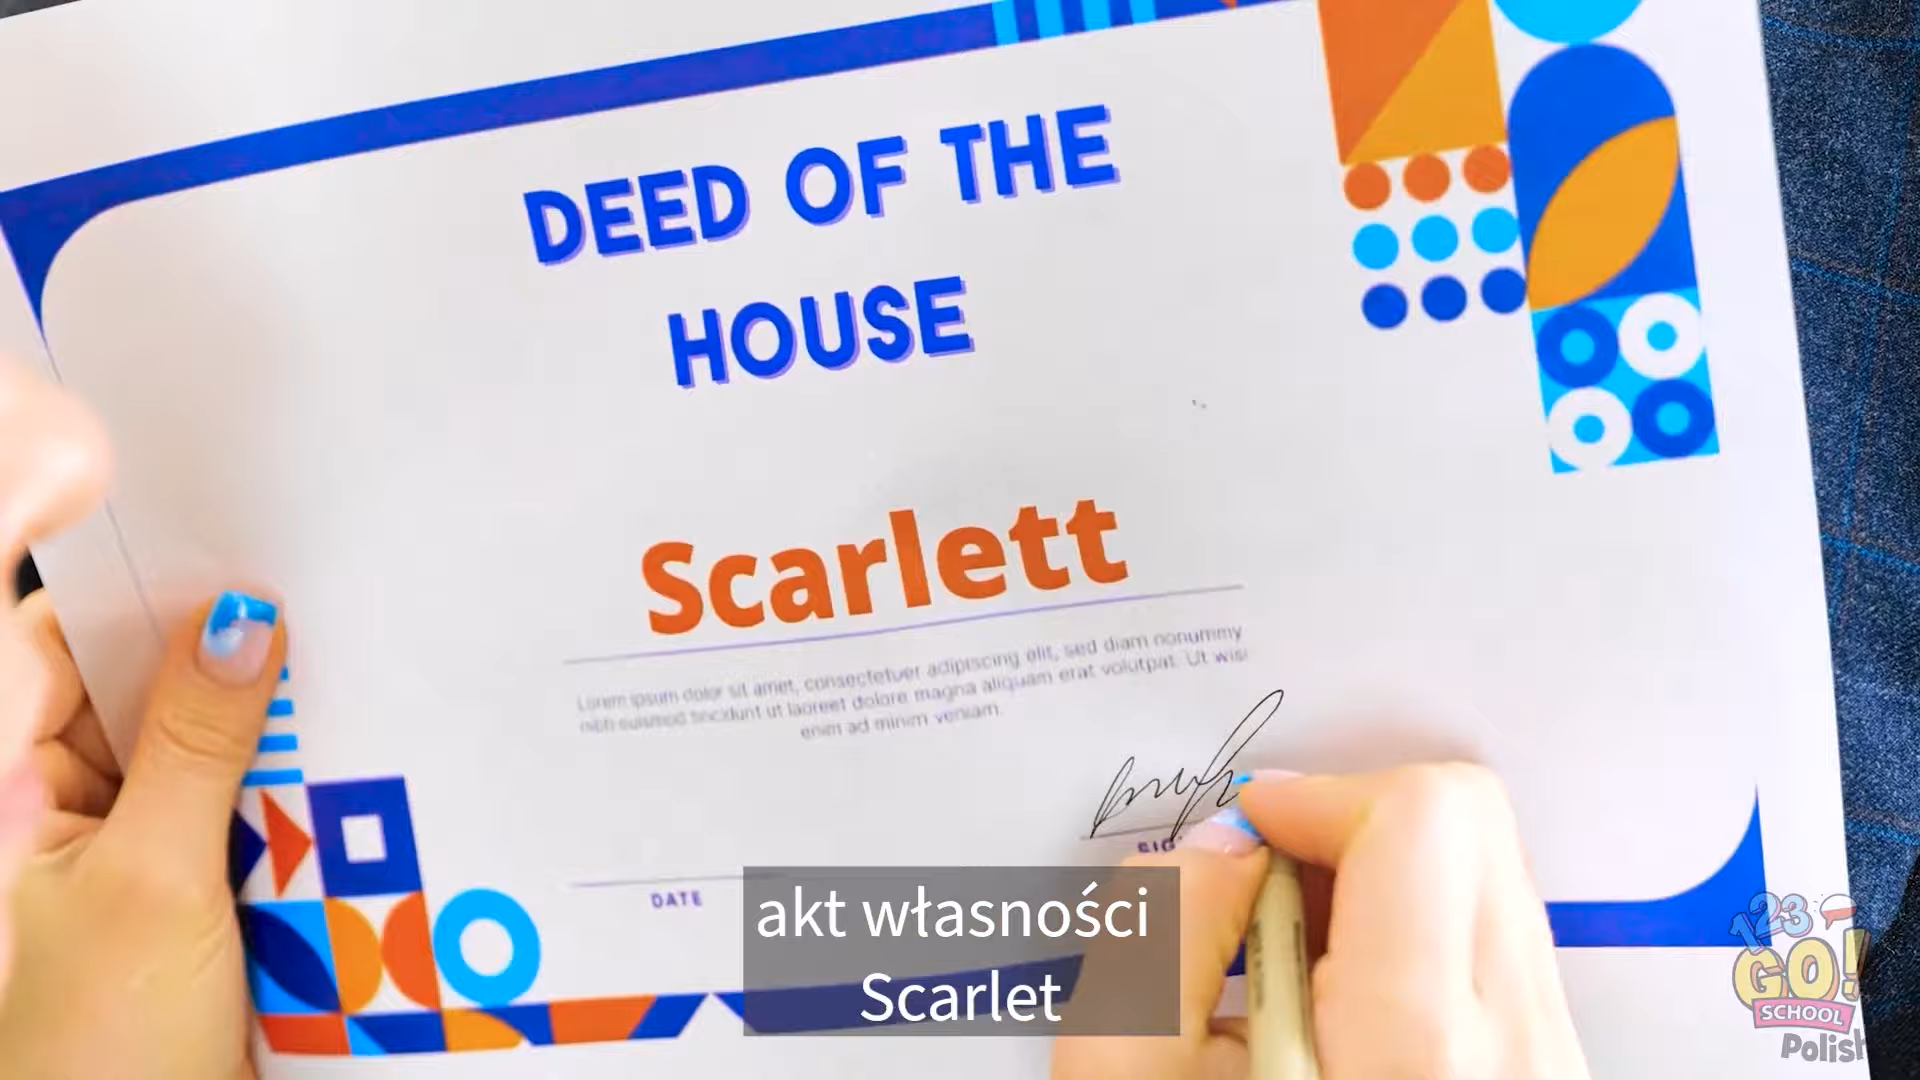 DEED OF THE
HOUSE
Scarlett
Lorem ipsum dolor sit amet, consectetuer adipiscing elit, sed diam nonummy
nibh euismod tincidunt ut laoreet dolore magna aliquam erat volutpat. Ut wisi
enim ad minim veniam.
SIG
DATE
akt własności
Scarlet
123
GO!
SCHOOL
Polish